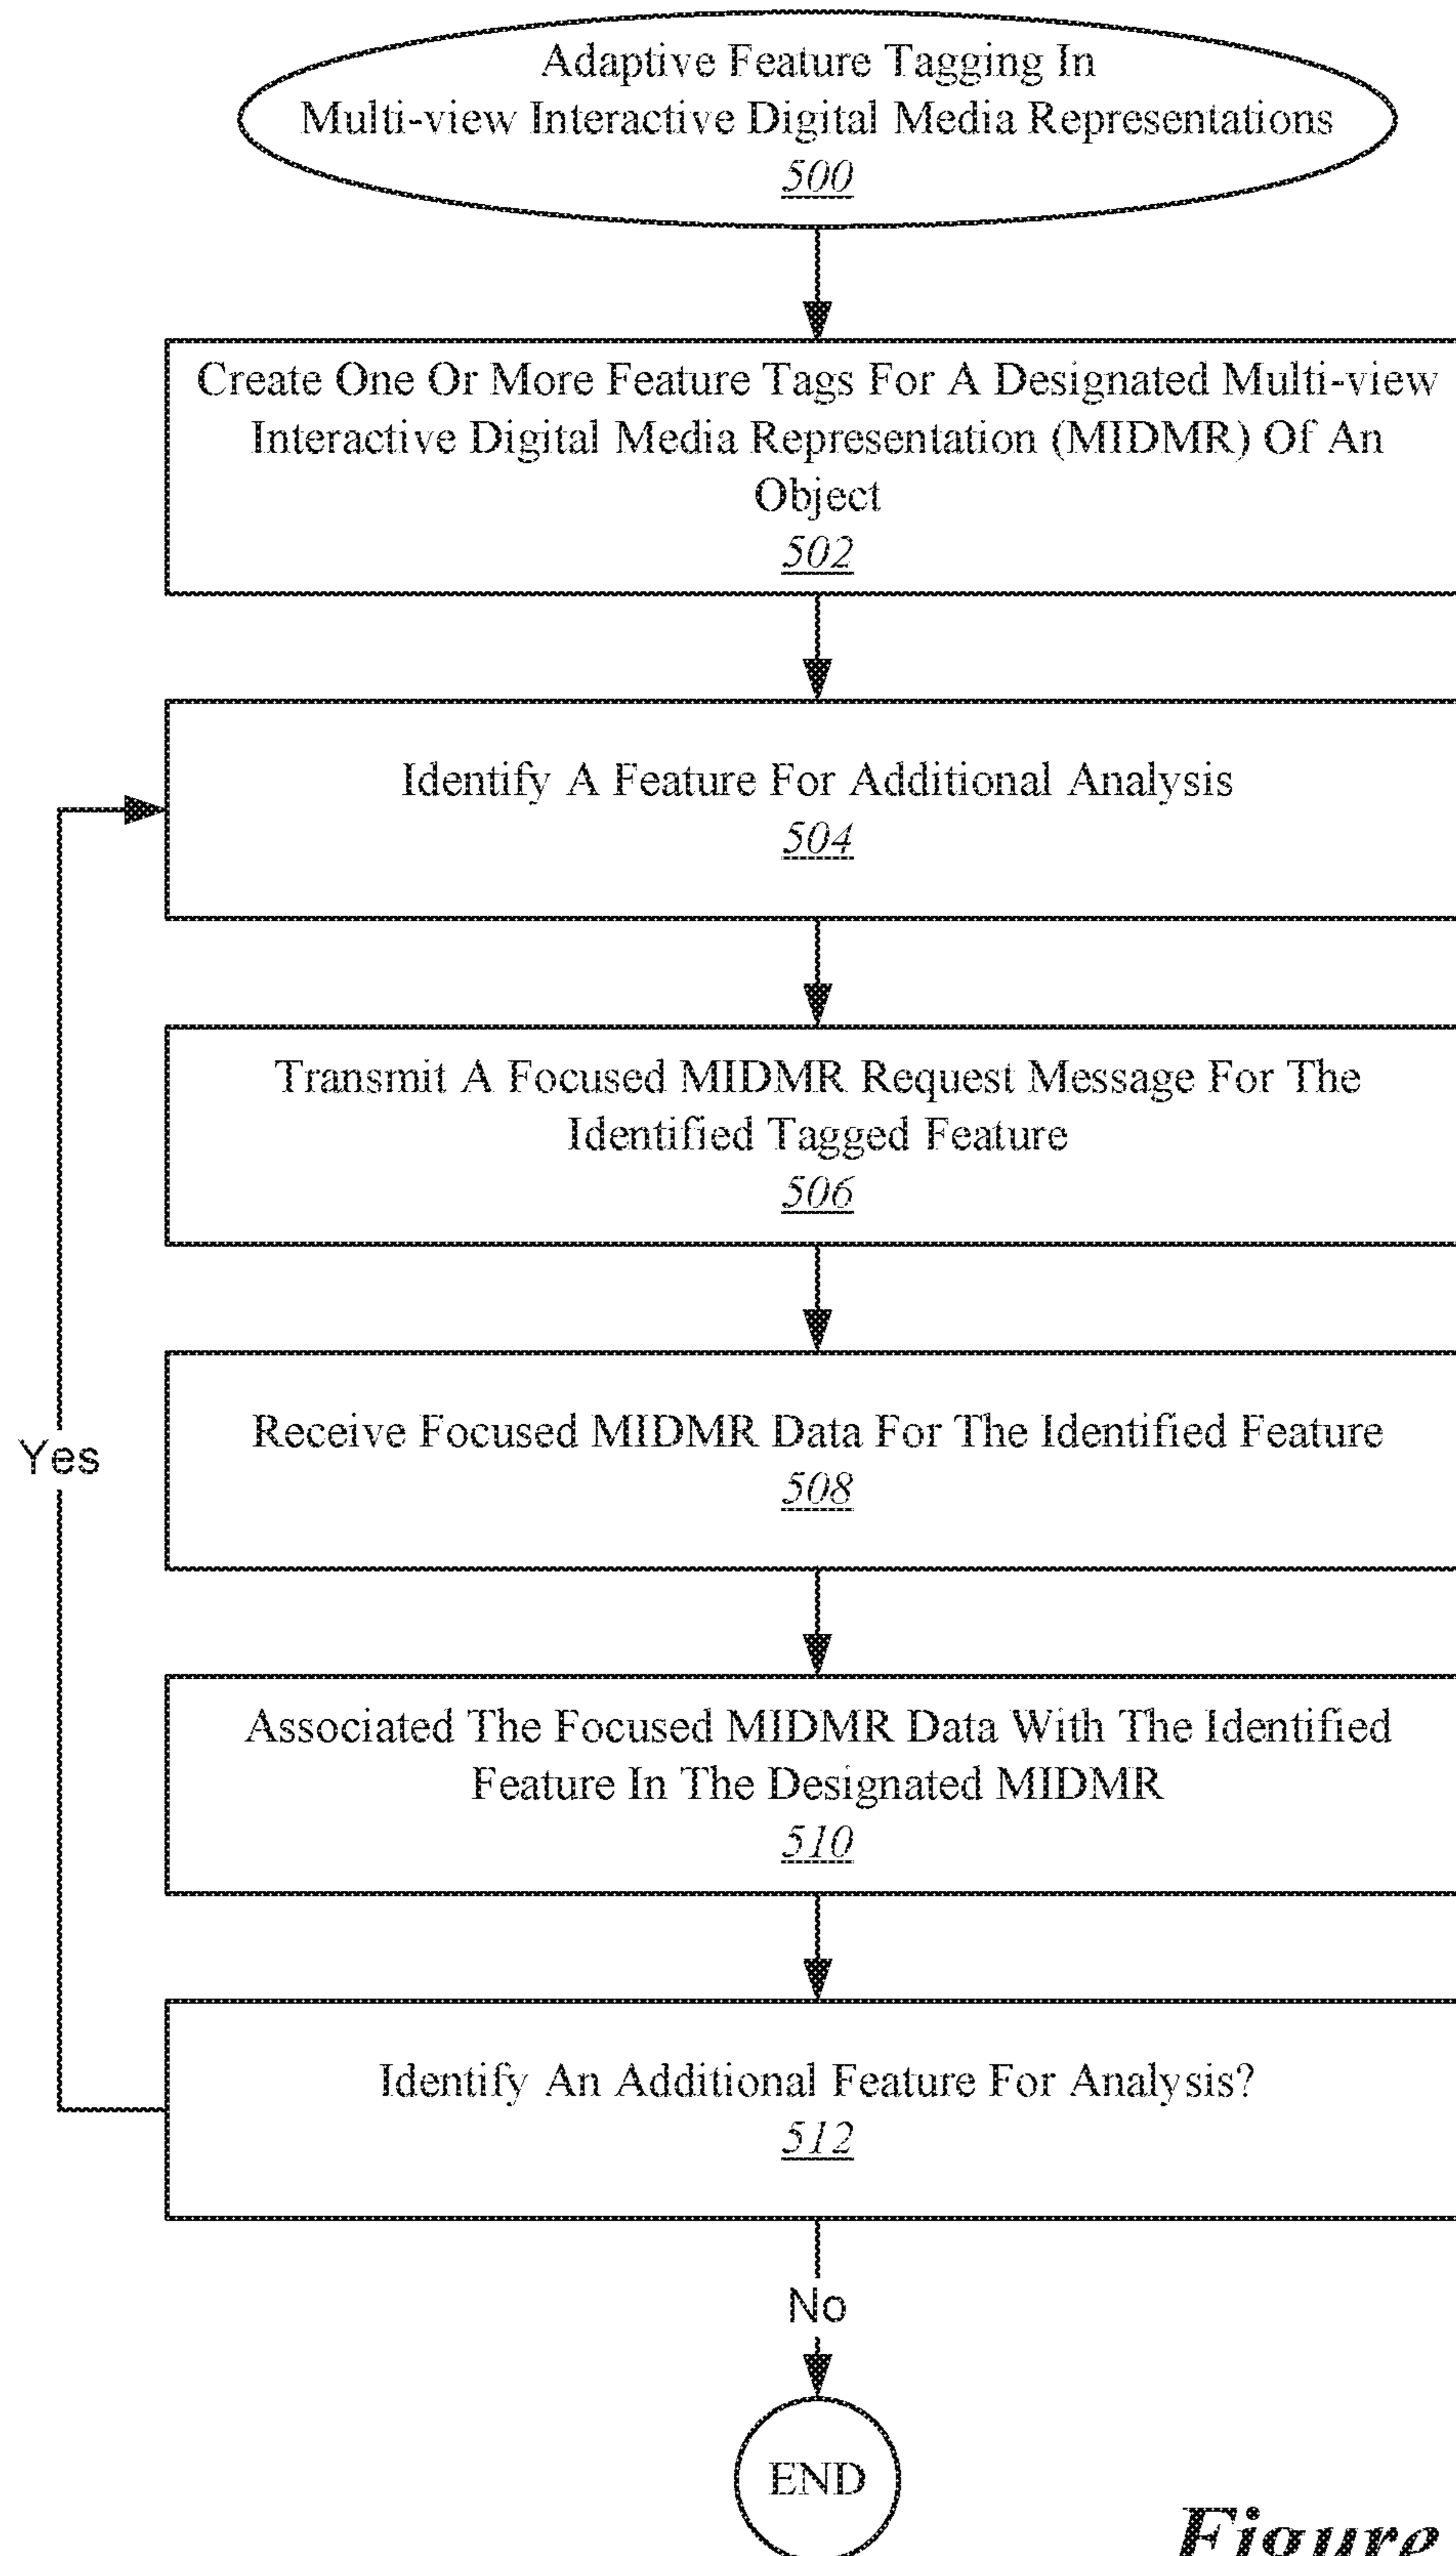 Adaptive Feature Tagging In
Multi-view Interactive Digital Media Representations
500
Create One Or More Feature Tags For A Designated Multi-view
Interactive Digital Media Representation (MIDMR) Of An
Object
502
Identify A Feature For Additional Analysis
504
Transmit A Focused MIDMR Request Message For The
Identified Tagged Feature
506
Receive Focused MIDMR Data For The Identified Feature
508
Yes
Associated The Focused MIDMR Data With The Identified
Feature In The Designated MIDMR
510
Identify An Additional Feature For Analysis?
512
No
END
Figure